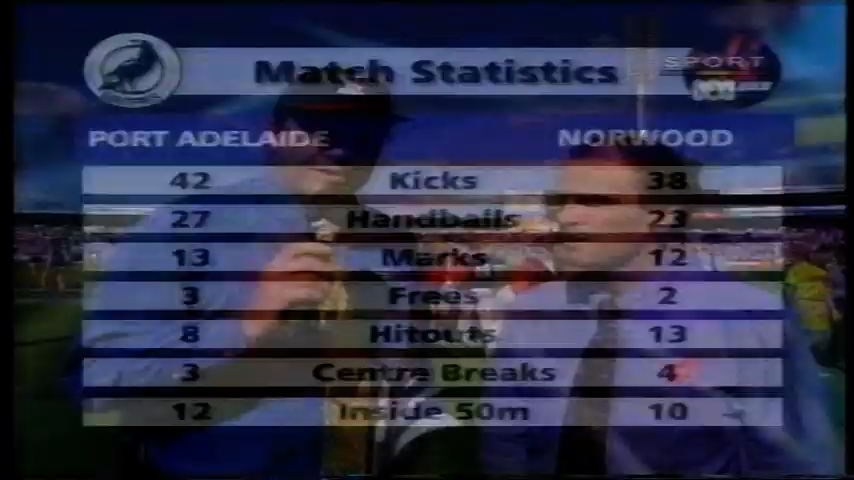 Match Statistics
SPORT
PORT ADELAIDE NORWOOD
42 Kicks 38
27 Handballs 23
13 Marks 12
3 Frees 2
8 Hitouts 13
3 Centre Breaks 4
12 Inside 50m 10